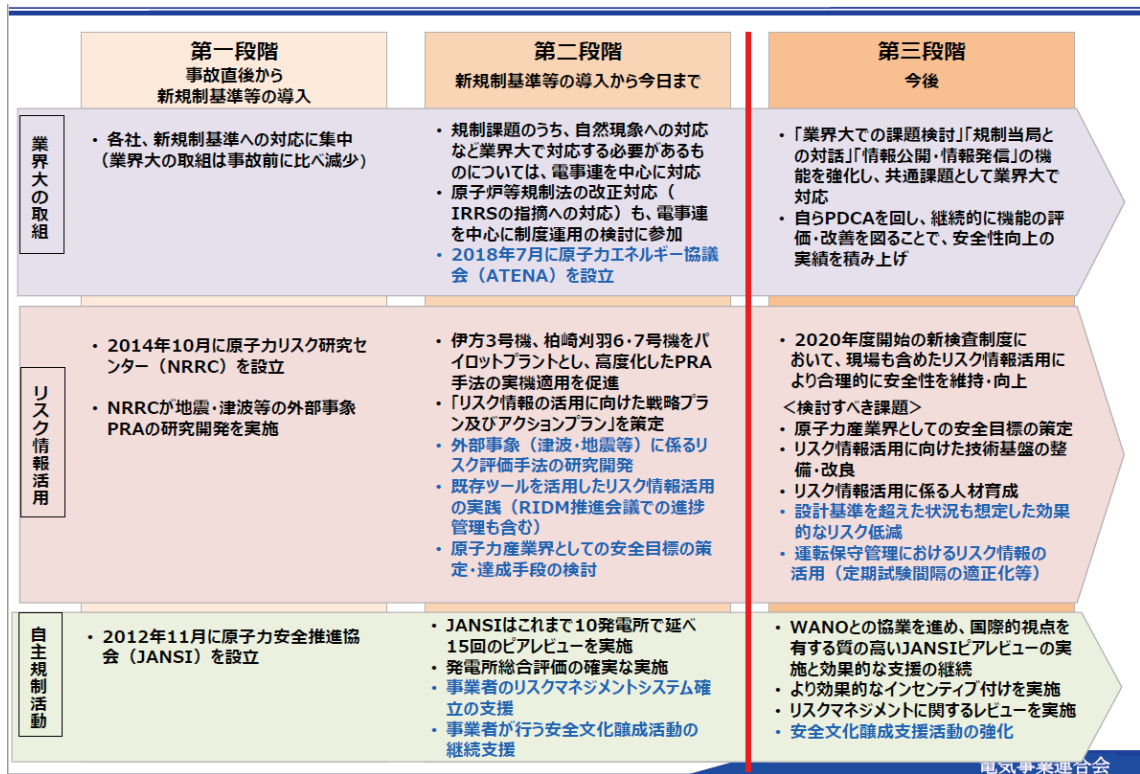 第一段階
事故直後から
新規制基準等の導入
第二段階
新規制基準等の導入から今日まで
第三段階
今後
業界大の取組
・各社、新規制基準への対応に集中
（業界大の取組は事故前に比べ減少）
・規制課題のうち、自然現象への対応
など業界大で対応する必要があるも
のについては、電事連を中心に対応
・原子炉等規制法の改正対応（
IRRSの指摘への対応）も、電事連
を中心に制度運用の検討に参加
・2018年7月に原子力エネルギー協議
会（ATENA）を設立
・「業界大での課題検討」「規制当局と
の対話」「情報公開・情報発信」の機
能を強化し、共通課題として業界大で
対応
・自らPDCAを回し、継続的に機能の評
価・改善を図ることで、安全性向上の
実績を積み上げ
リスク情報活用
・2014年10月に原子力リスク研究セ
ンター（NRRC）を設立
・NRRCが地震・津波等の外部事象
PRAの研究開発を実施
・伊方3号機、柏崎刈羽6・7号機をパ
イロットプラントとし、高度化したPRA
手法の実機適用を促進
・「リスク情報の活用に向けた戦略プラ
ン及びアクションプラン」を策定
・外部事象（津波・地震等）に係るリ
スク評価手法の研究開発
・既存ツールを活用したリスク情報活用
の実践（RIDM推進会議での進捗
管理も含む）
・原子力産業界としての安全目標の策
定・達成手段の検討
・2020年度開始の新検査制度に
おいて、現場も含めたリスク情報活用
により合理的に安全性を維持・向上
＜検討すべき課題＞
・原子力産業界としての安全目標の策定
・リスク情報活用に向けた技術基盤の整
備・改良
・リスク情報活用に係る人材育成
・設計基準を超えた状況も想定した効果
的なリスク低減
・運転保守管理におけるリスク情報の
活用（定期試験間隔の適正化等）
自主規制活動
・2012年11月に原子力安全推進協
会（JANSI）を設立
・JANSIはこれまで10発電所で延べ
15回のピアレビューを実施
・発電所総合評価の確実な実施
・事業者のリスクマネジメントシステム確
立の支援
・事業者が行う安全文化醸成活動の
継続支援
・WANOとの協業を進め、国際的視点を
有する質の高いJANSIピアレビューの実
施と効果的な支援の継続
・より効果的なインセンティブ付けを実施
・リスクマネジメントに関するレビューを実施
・安全文化醸成支援活動の強化
電気事業連合会